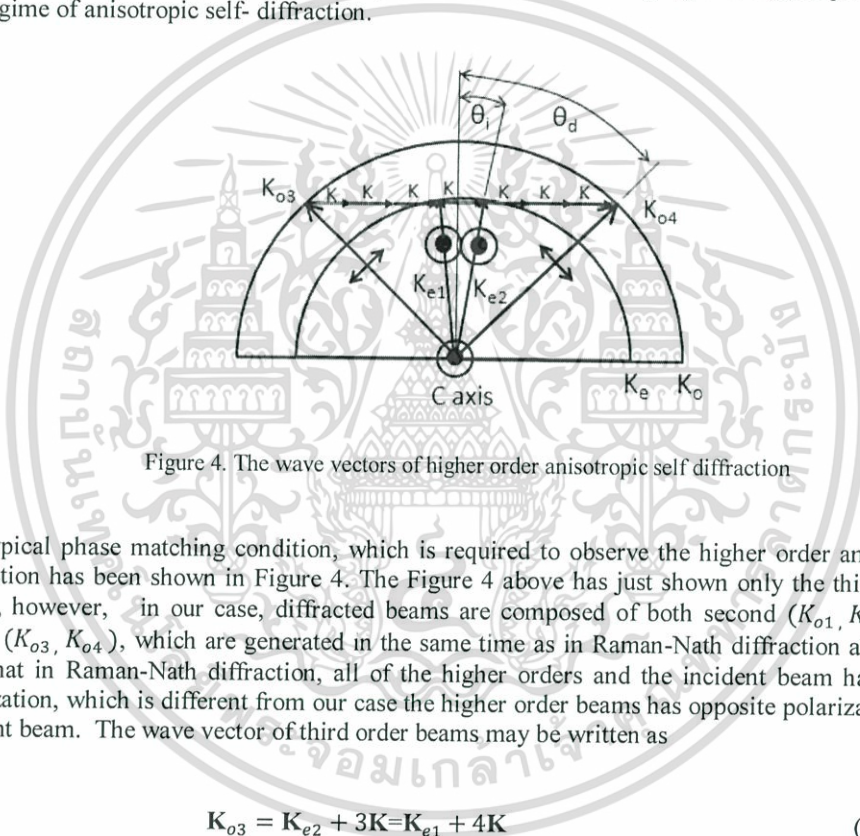 gime of anisotropic self- diffraction.
θi
θd
Ko3
K K K K K K K
Ko4
Ke1 Ke2
Ke Ko
C axis
Figure 4. The wave vectors of higher order anisotropic self diffraction
ypical phase matching condition, which is required to observe the higher order an
tion has been shown in Figure 4. The Figure 4 above has just shown only the thi
, however, in our case, diffracted beams are composed of both second (Ko1, K
(Ko3, Ko4), which are generated in the same time as in Raman-Nath diffraction a
hat in Raman-Nath diffraction, all of the higher orders and the incident beam ha
ation, which is different from our case the higher order beams has opposite polariza
nt beam. The wave vector of third order beams may be written as
Ko3 = Ke2 + 3K=Ke1 + 4K (